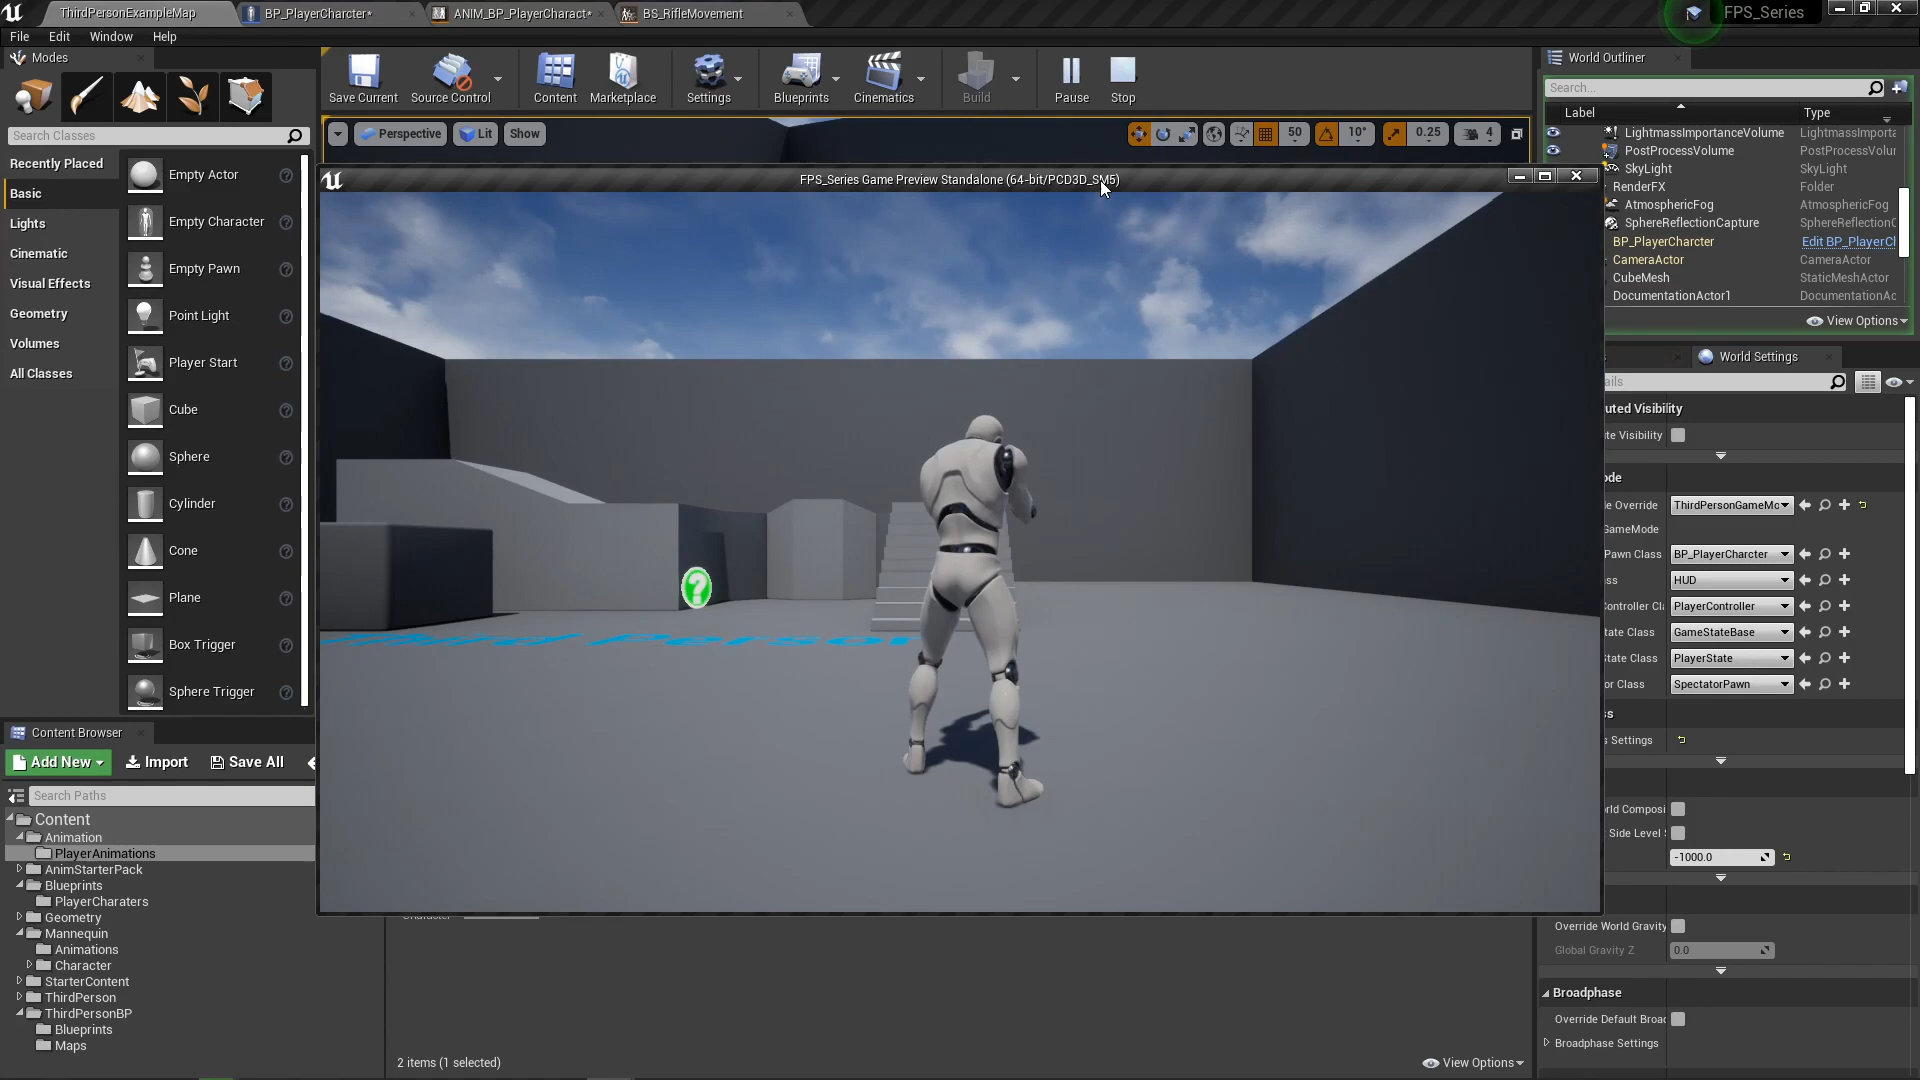 ThirdPersonExampleMap
BP_PlayerCharcter*
ANIM_BP_PlayerCharact*
BS_RifleMovement
FPS_Series
File
Edit
Window
Help
Modes
Search Classes
Recently Placed
Basic
Lights
Cinematic
Visual Effects
Geometry
Volumes
All Classes
Empty Actor
Empty Character
Empty Pawn
Point Light
Player Start
Cube
Sphere
Cylinder
Cone
Plane
Box Trigger
Sphere Trigger
Save Current
Source Control
Content
Marketplace
Settings
Blueprints
Cinematics
Build
Pause
Stop
Perspective
Lit
Show
50
10°
0.25
4
FPS_Series Game Preview Standalone (64-bit/PCD3D_SM5)
World Outliner
Search...
Label
Type
LightmassImportanceVolume
Lightmassimporta
PostProcessVolume
PostProcessVolur
SkyLight
SkyLight
RenderFX
Folder
AtmosphericFog
AtmosphericFog
SphereReflectionCapture
SphereReflectionC
BP_PlayerCharcter
Edit BP_PlayerCl
CameraActor
CameraActor
CubeMesh
StaticMeshActor
DocumentationActor1
DocumentationAc
View Options
World Settings
ails
uted Visibility
te Visibility
ode
e Override
ThirdPersonGameMc
GameMode
Pawn Class
BP_PlayerCharcter
ss
HUD
Controller Cl
PlayerController
tate Class
GameStateBase
State Class
PlayerState
or Class
SpectatorPawn
ss
s Settings
rld Composi
Side Level
-1000.0
Override World Gravity
Global Gravity Z
0.0
Broadphase
Override Default Broad
Broadphase Settings
Content Browser
Add New
Import
Save All
Search Paths
Content
Animation
PlayerAnimations
AnimStarterPack
Blueprints
PlayerCharaters
Geometry
Mannequin
Animations
Character
StarterContent
ThirdPerson
ThirdPersonBP
Blueprints
Maps
2 items (1 selected)
View Options